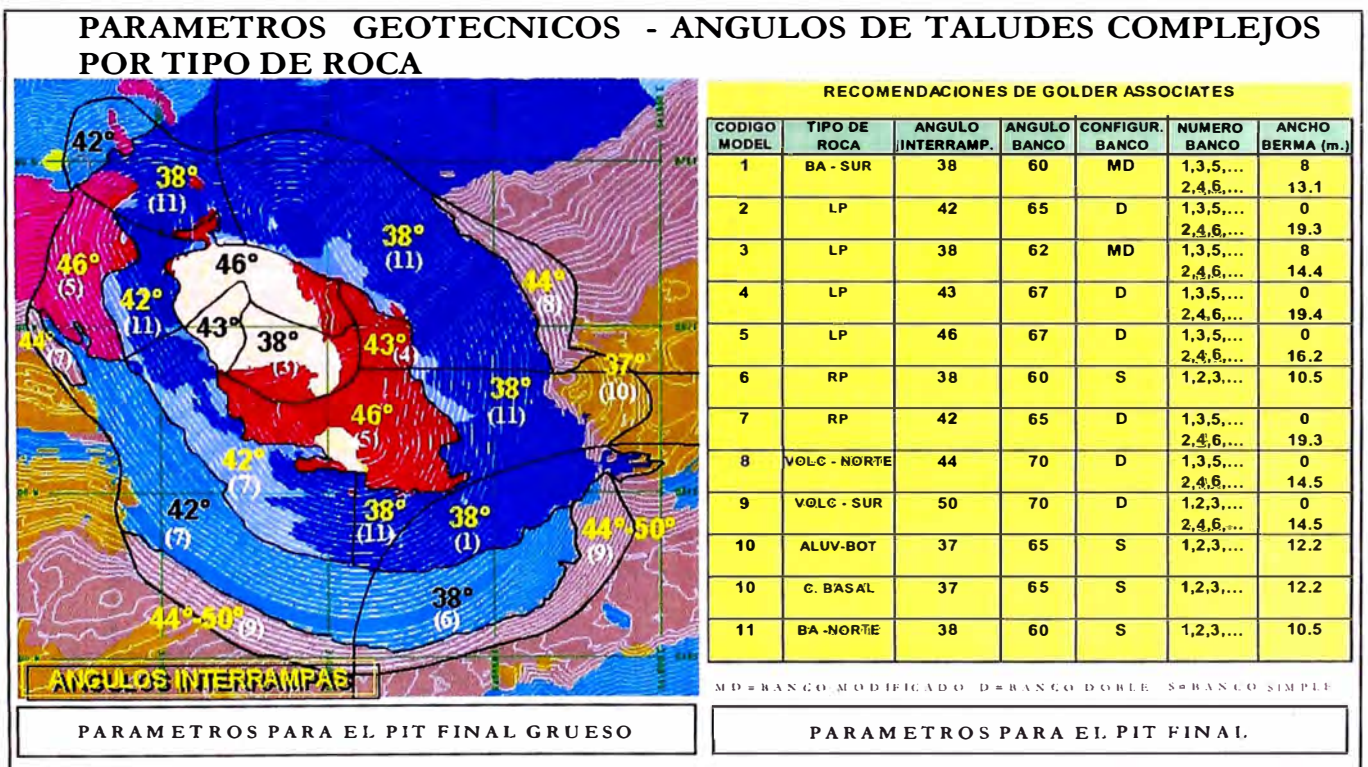 PARAMETROS GEOTECNICOS - ANGULOS DE TALUDES COMPLEJOS
POR TIPO DE ROCA
42°
38°
(11)
38°
(11)
46°
46°
(5)
42°
(11)
44°
(8)
43°
38°
(3)
43°
(4)
44°
(7)
37°
(10)
38°
(11)
46°
(5)
42°
(7)
42°
(7)
38°
(11)
38°
(1)
44°-50°
(9)
38°
(6)
44°-50°
(9)
ANGULOS INTERRAMPAS
PARAMETROS PARA EL PIT FINAL GRUESO
RECOMENDACIONES DE GOLDER ASSOCIATES
CODIGO MODEL TIPO DE ROCA ANGULO INTERRAMP. ANGULO BANCO CONFIGUR. BANCO NUMERO BANCO ANCHO BERMA (m.)
1 BA - SUR 38 60 MD 1,3,5,... 8
2,4,6,... 13.1
2 LP 42 65 D 1,3,5,... 0
2,4,6,... 19.3
3 LP 38 62 MD 1,3,5,... 8
2,4,6,... 14.4
4 LP 43 67 D 1,3,5,... 0
2,4,6,... 19.4
5 LP 46 67 D 1,3,5,... 0
2,4,6,... 16.2
6 RP 38 60 S 1,2,3,... 10.5
7 RP 42 65 D 1,3,5,... 0
2,4,6,... 19.3
8 VOLC - NORTE 44 70 D 1,3,5,... 0
2,4,6,... 14.5
9 VOLC - SUR 50 70 D 1,2,3,... 0
2,4,6,... 14.5
10 ALUV-BOT 37 65 S 1,2,3,... 12.2
10 C. BASAL 37 65 S 1,2,3,... 12.2
11 BA -NORTE 38 60 S 1,2,3,... 10.5
MD=BANCO MODIFICADO D=BANCO DOBLE S=BANCO SIMPLE
PARAMETROS PARA EL PIT FINAL